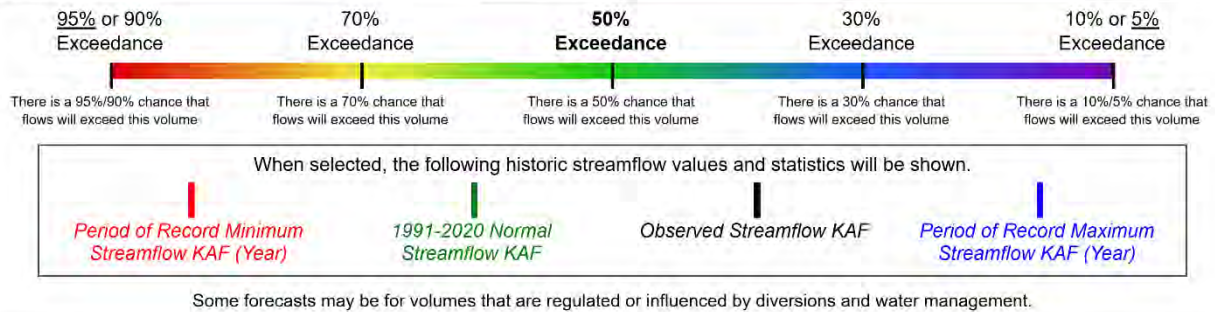 95% or 90%
Exceedance
70%
Exceedance
50%
Exceedance
30%
Exceedance
10% or 5%
Exceedance
There is a 95%/90% chance that
flows will exceed this volume
There is a 70% chance that
flows will exceed this volume
There is a 50% chance that
flows will exceed this volume
There is a 30% chance that
flows will exceed this volume
There is a 10%/5% chance that
flows will exceed this volume
When selected, the following historic streamflow values and statistics will be shown.
Period of Record Minimum
Streamflow KAF (Year)
1991-2020 Normal
Streamflow KAF
Observed Streamflow KAF
Period of Record Maximum
Streamflow KAF (Year)
Some forecasts may be for volumes that are regulated or influenced by diversions and water management.